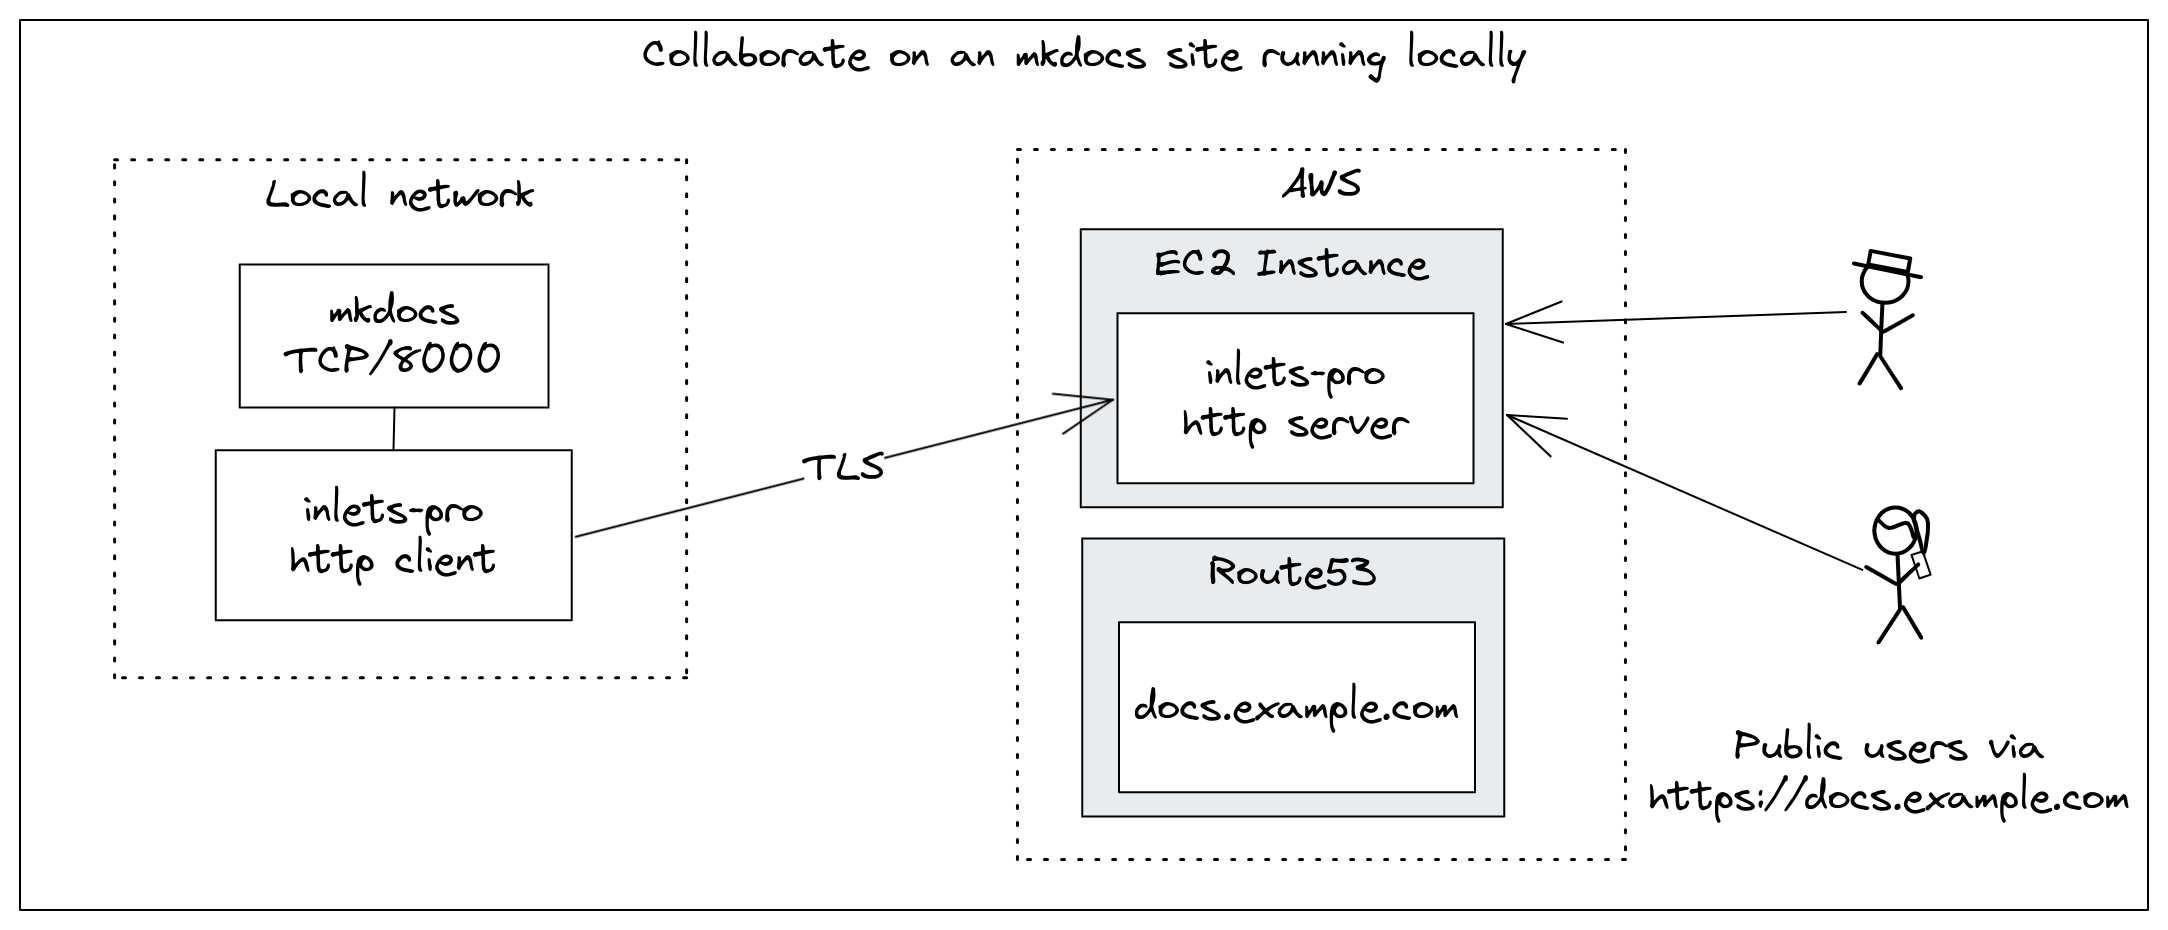 Collaborate on an mkdocs site running locally
Local network
mkdocs
TCP/8000
inlets-pro
http client
TLS
AWS
EC2 Instance
inlets-pro
http server
Route53
docs.example.com
Public users via
https://docs.example.com